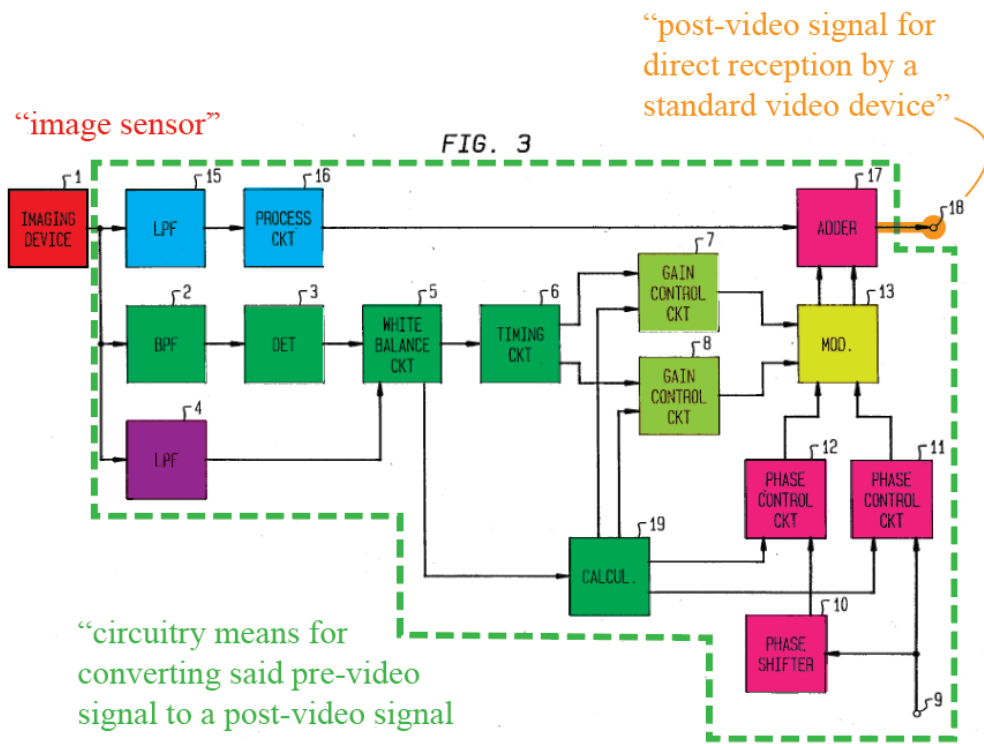 “post-video signal for
direct reception by a
standard video device”
“image sensor”
FIG. 3
1
15
16
17
18
IMAGING
DEVICE
LPF
PROCESS
CKT
ADDER
7
GAIN
CONTROL
CKT
2
3
5
6
13
BPF
DET
WHITE
BALANCE
CKT
TIMING
CKT
MOD.
8
GAIN
CONTROL
CKT
4
LPF
12
11
PHASE
CONTROL
CKT
PHASE
CONTROL
CKT
19
CALCUL.
10
PHASE
SHIFTER
9
“circuitry means for
converting said pre-video
signal to a post-video signal